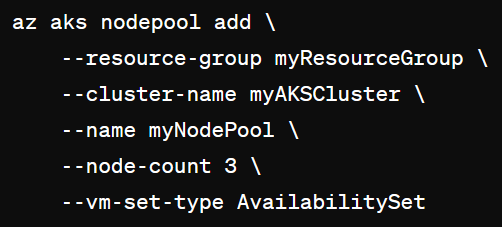 az aks nodepool add \
--resource-group myResourceGroup \
--cluster-name myAKSCluster \
--name myNodePool \
--node-count 3 \
--vm-set-type AvailabilitySet